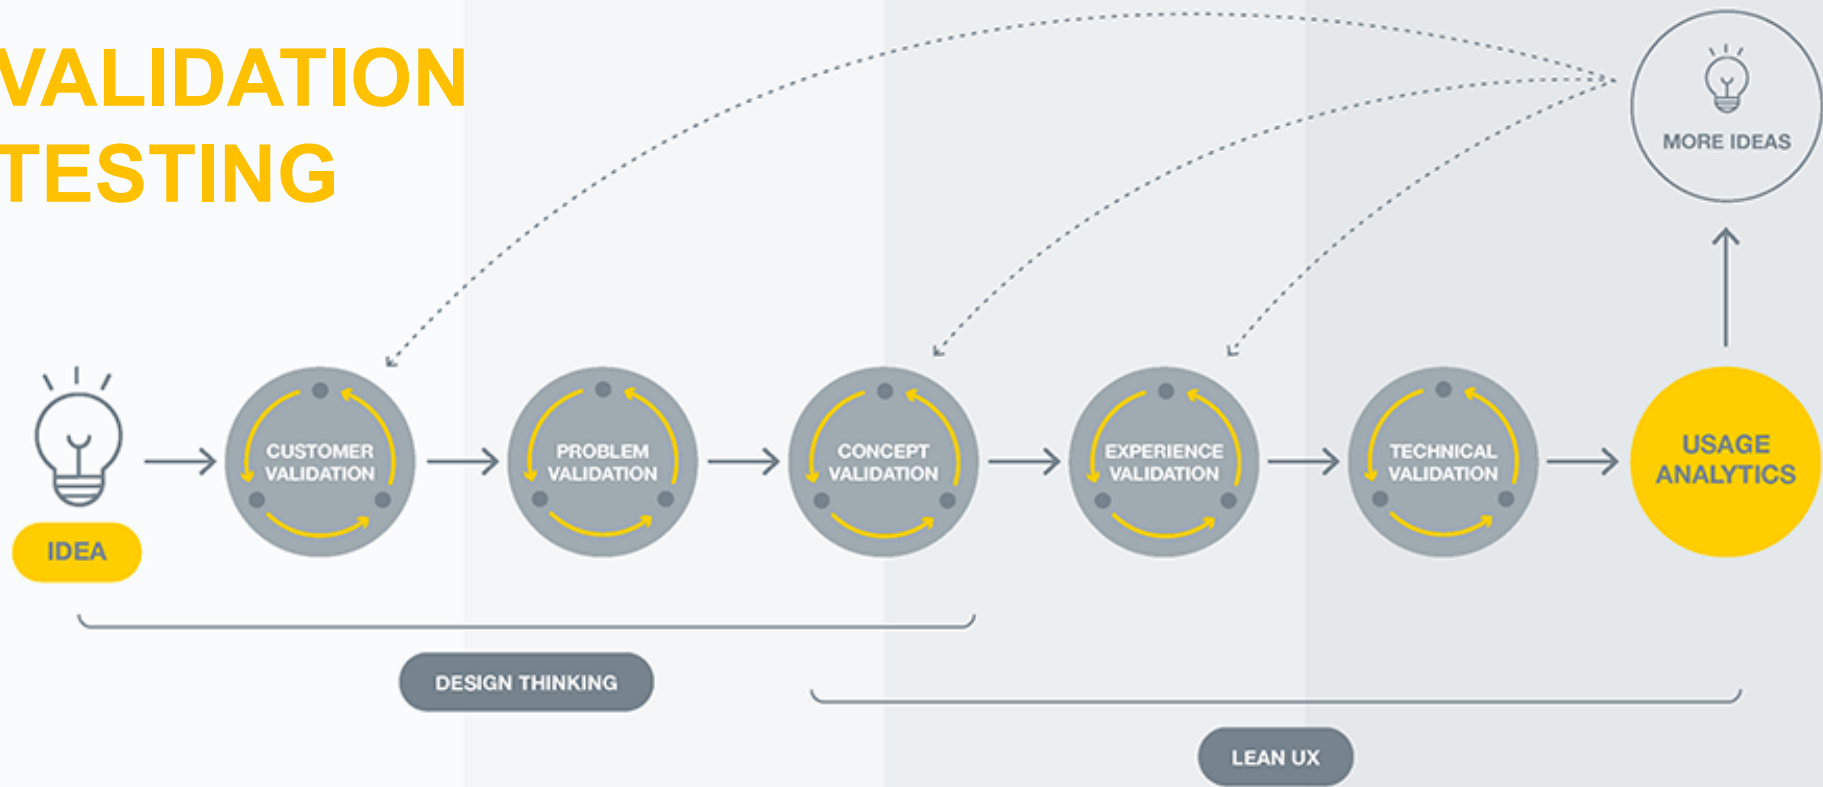 VALIDATION
TESTING
MORE IDEAS
IDEA
CUSTOMER
VALIDATION
PROBLEM
VALIDATION
CONCEPT
VALIDATION
EXPERIENCE
VALIDATION
TECHNICAL
VALIDATION
USAGE
ANALYTICS
DESIGN THINKING
LEAN UX